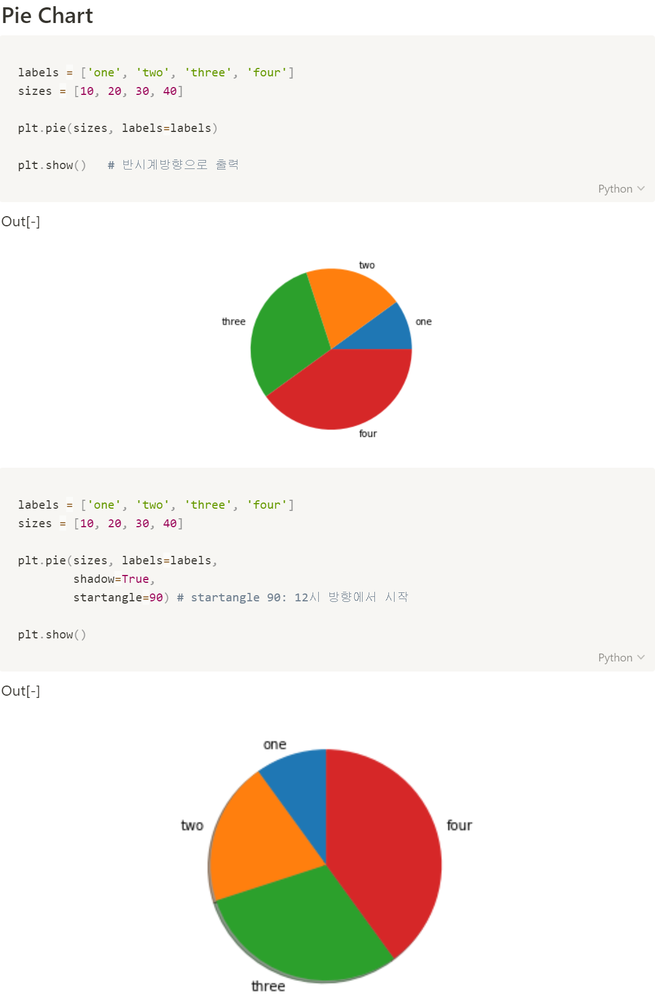 Pie Chart
labels = ['one', 'two', 'three', 'four']
sizes = [10, 20, 30, 40]
plt.pie(sizes, labels=labels)
plt.show()   # 반시계방향으로 출력
Python
Out[-]
two
one
three
four
labels = ['one', 'two', 'three', 'four']
sizes = [10, 20, 30, 40]
plt.pie(sizes, labels=labels,
        shadow=True,
        startangle=90) # startangle 90: 12시 방향에서 시작
plt.show()
Python
Out[-]
one
two
four
three